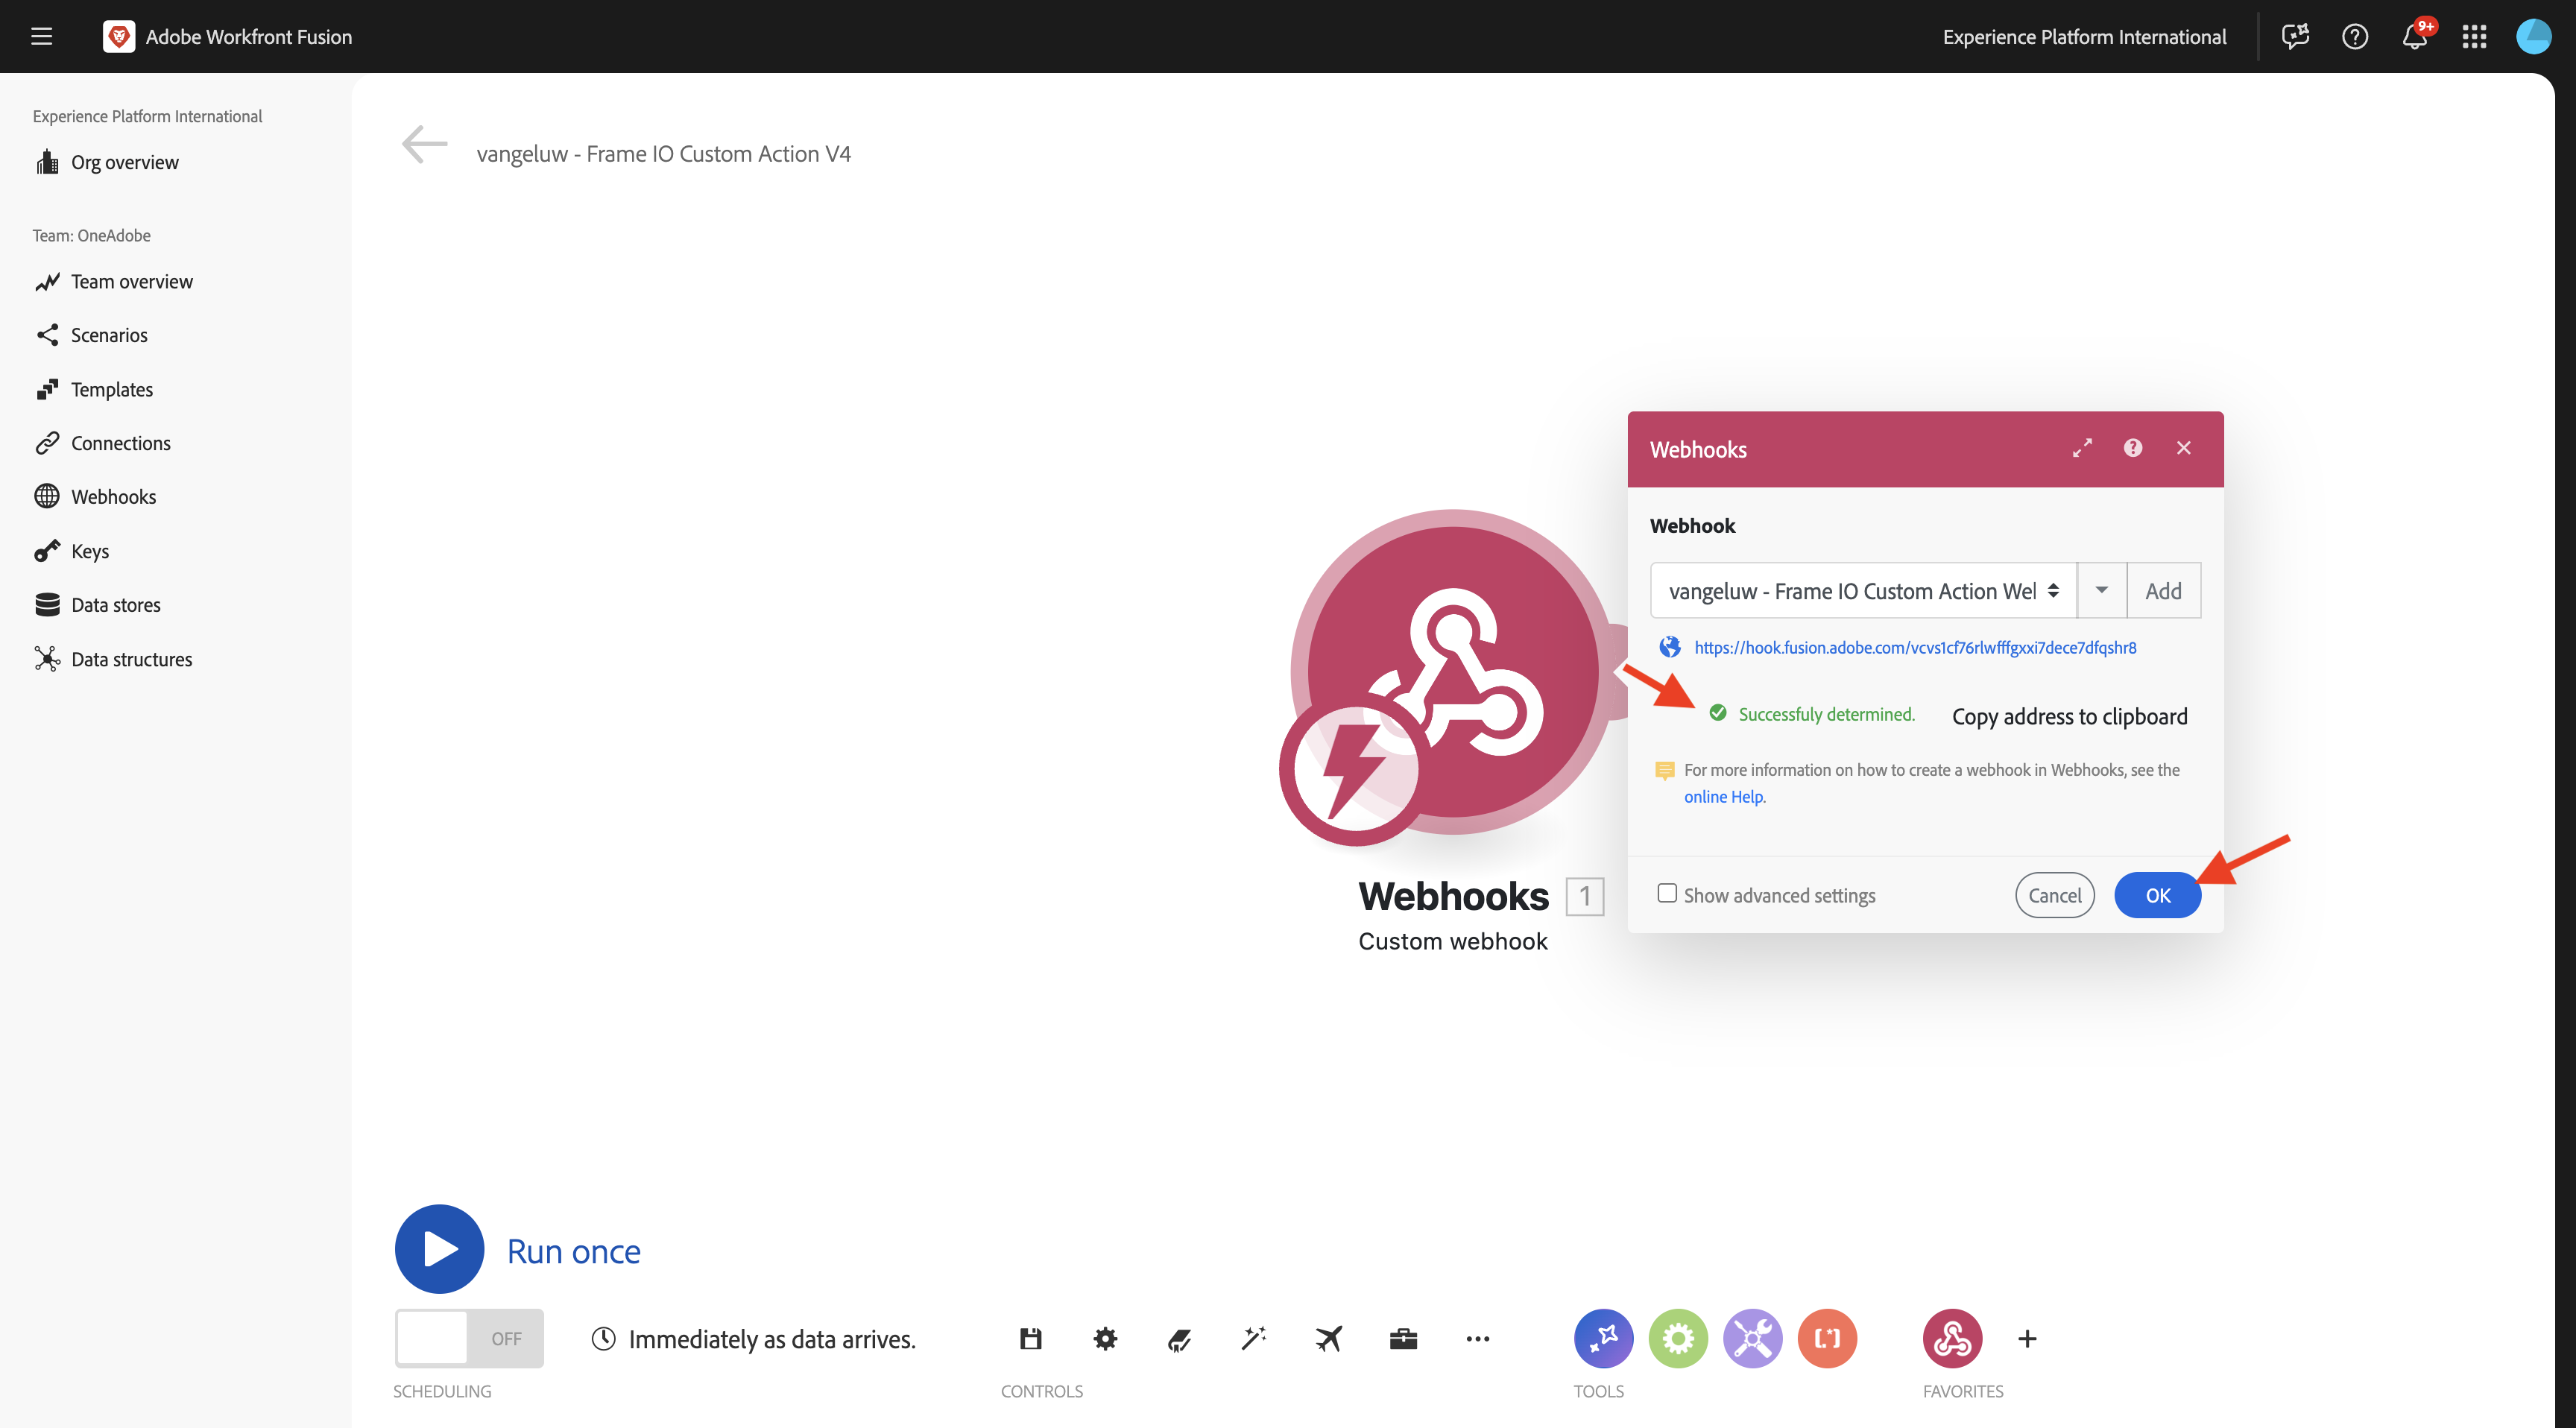 Adobe Workfront Fusion
Experience Platform International
9+
Experience Platform International
Org overview
Team: OneAdobe
Team overview
Scenarios
Templates
Connections
Webhooks
Keys
Data stores
Data structures
vangeluw - Frame IO Custom Action V4
Webhooks
Webhook
vangeluw - Frame IO Custom Action Wel
Add
https://hook.fusion.adobe.com/vcvs1cf76rlwfffgxxi7dece7dfqshr8
Successfuly determined.
Copy address to clipboard
For more information on how to create a webhook in Webhooks, see the
online Help.
Show advanced settings
Cancel
OK
Webhooks 1
Custom webhook
Run once
OFF
Immediately as data arrives.
SCHEDULING
CONTROLS
TOOLS
FAVORITES